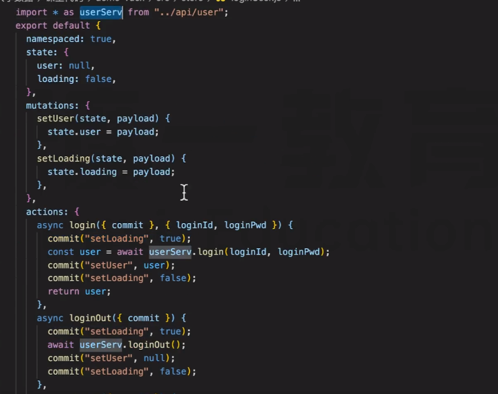 import * as userServ from "../api/user";
export default {
  namespaced: true,
  state: {
    user: null,
    loading: false,
  },
  mutations: {
    setUser(state, payload) {
      state.user = payload;
    },
    setLoading(state, payload) {
      state.loading = payload;
    },
  },
  actions: {
    async login({ commit }, { loginId, loginPwd }) {
      commit("setLoading", true);
      const user = await userServ.login(loginId, loginPwd);
      commit("setUser", user);
      commit("setLoading", false);
      return user;
    },
    async loginOut({ commit }) {
      commit("setLoading", true);
      await userServ.loginOut();
      commit("setUser", null);
      commit("setLoading", false);
    },